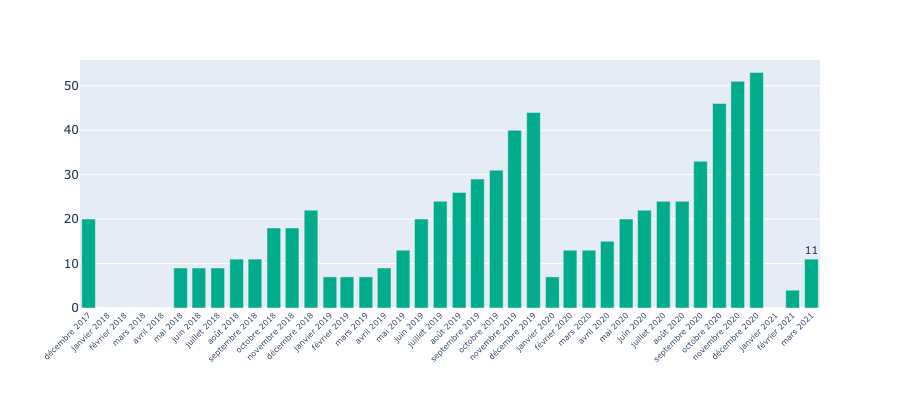 50
40
30
20
10
0
11
décembre 2017
janvier 2018
février 2018
mars 2018
avril 2018
mai 2018
juin 2018
juillet 2018
août 2018
septembre 2018
octobre 2018
novembre 2018
décembre 2018
janvier 2019
février 2019
mars 2019
avril 2019
mai 2019
juin 2019
juillet 2019
août 2019
septembre 2019
octobre 2019
novembre 2019
décembre 2019
janvier 2020
février 2020
mars 2020
avril 2020
mai 2020
juin 2020
juillet 2020
août 2020
septembre 2020
octobre 2020
novembre 2020
décembre 2020
janvier 2021
février 2021
mars 2021